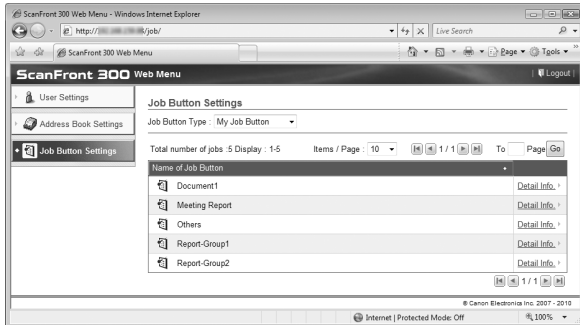 ScanFront 300 Web Menu - Windows Internet Explorer
http:// /job/
Live Search
ScanFront 300 Web Menu
Page
Tools
ScanFront 300 Web Menu
Logout
User Settings
Address Book Settings
Job Button Settings
Job Button Settings
Job Button Type : My Job Button
Total number of jobs :5 Display : 1-5 Items / Page : 10 1 / 1 To Page Go
Name of Job Button
Document1 Detail Info.
Meeting Report Detail Info.
Others Detail Info.
Report-Group1 Detail Info.
Report-Group2 Detail Info.
1 / 1
© Canon Electronics Inc. 2007 - 2010
Internet | Protected Mode: Off 100%